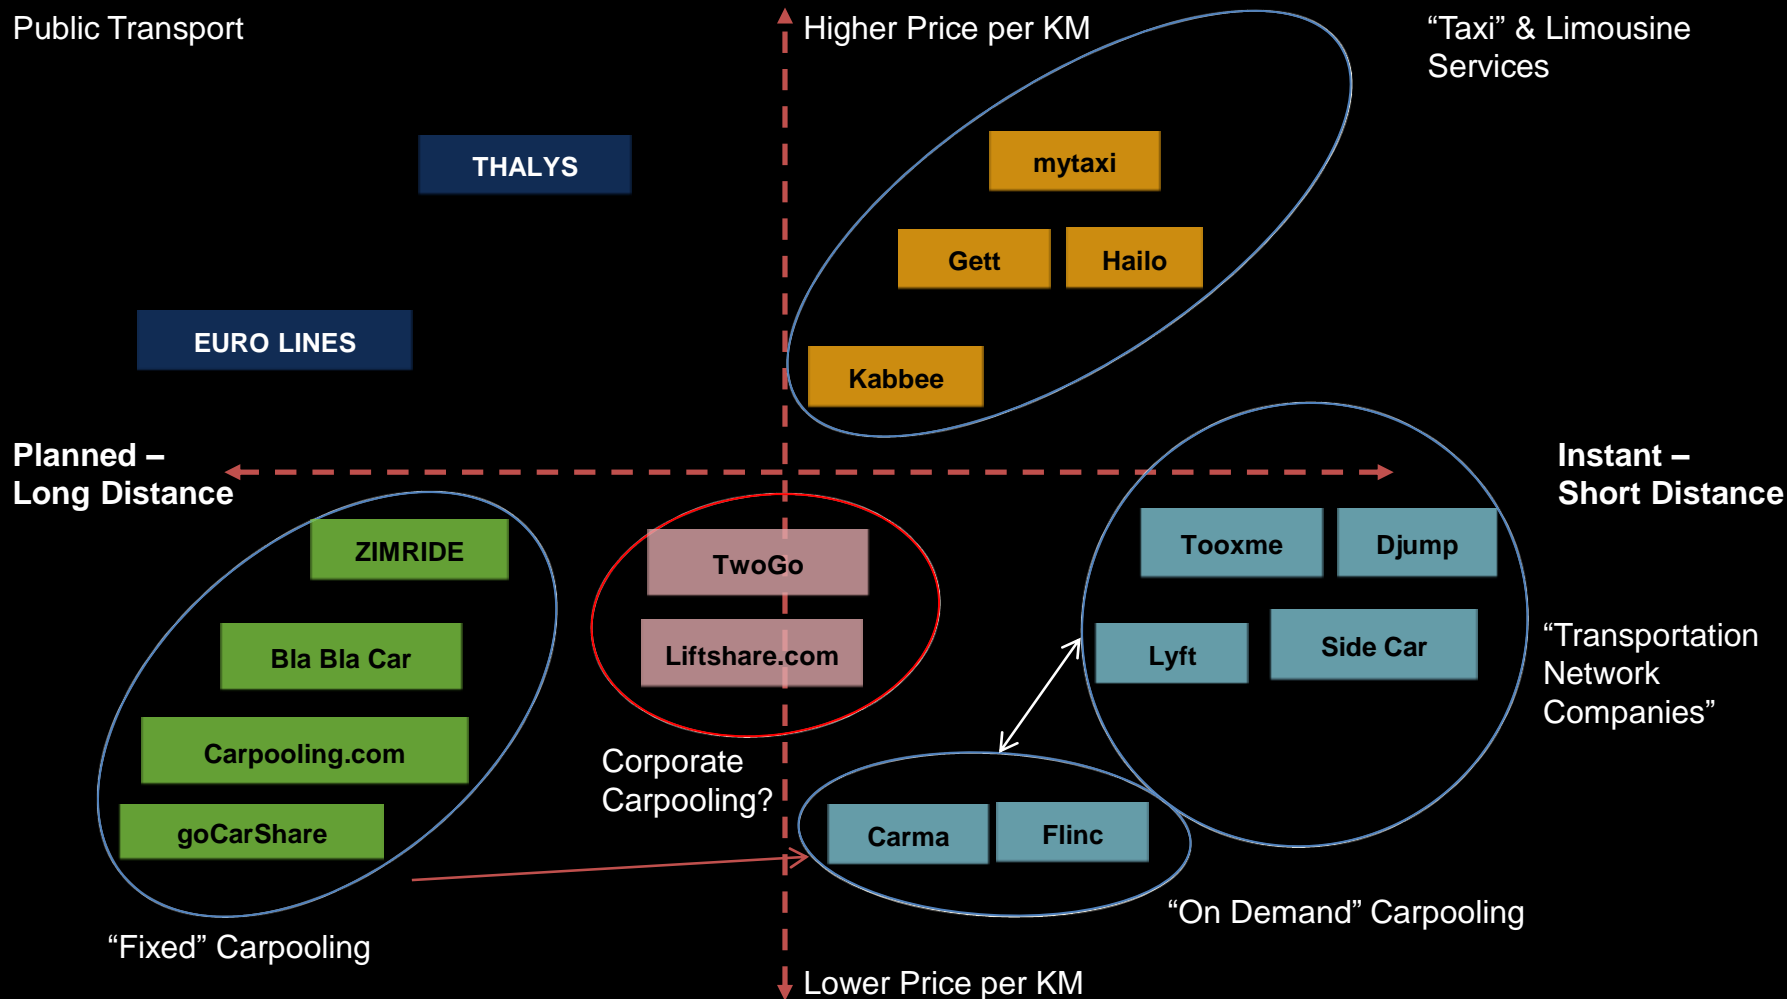 Public Transport
Higher Price per KM
“Taxi” & Limousine
Services
THALYS
mytaxi
Gett
Hailo
EURO LINES
Kabbee
Planned –
Long Distance
Instant –
Short Distance
ZIMRIDE
TwoGo
Tooxme
Djump
Bla Bla Car
Liftshare.com
Lyft
Side Car
“Transportation
Network
Companies”
Carpooling.com
Corporate
Carpooling?
goCarShare
Carma
Flinc
“On Demand” Carpooling
“Fixed” Carpooling
Lower Price per KM